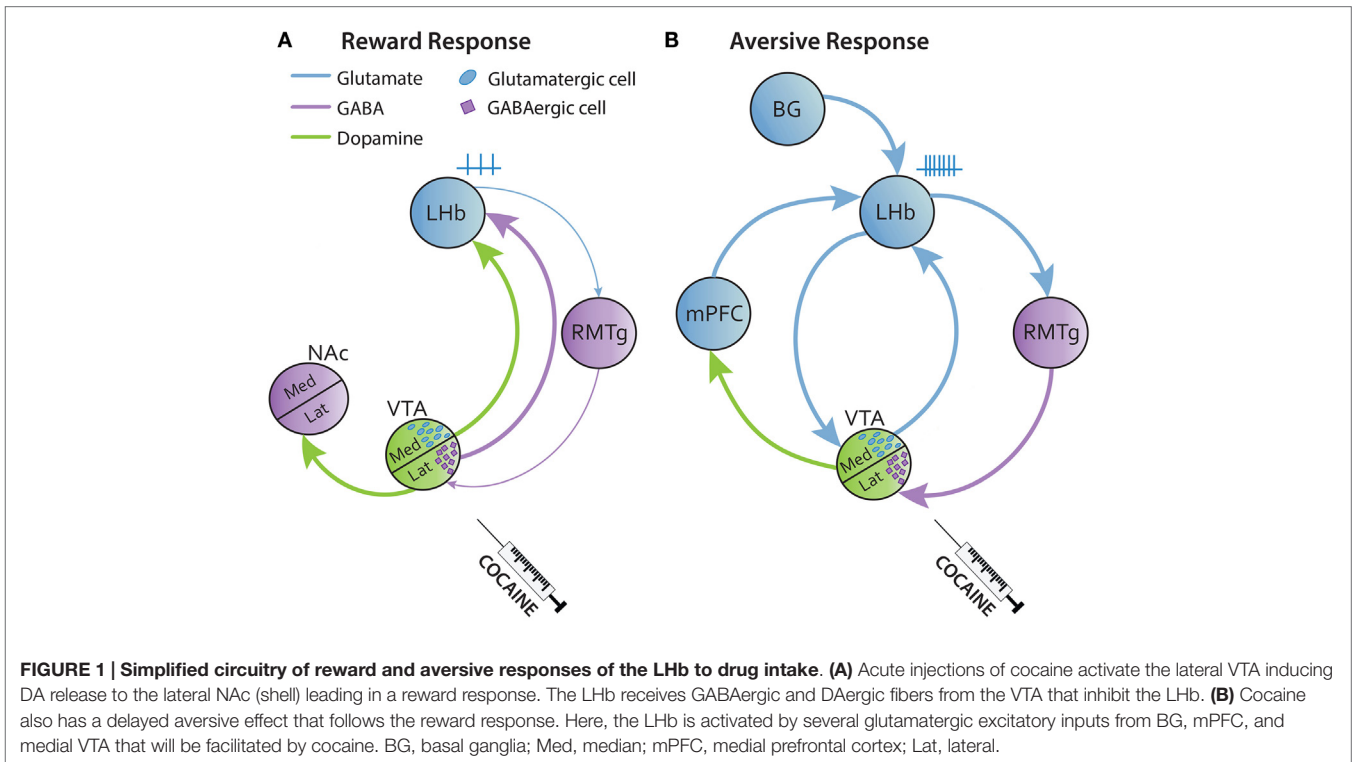 A Reward Response
Glutamate
GABA
Dopamine
Glutamatergic cell
GABAergic cell
LHb
RMTg
NAc
Med
Lat
VTA
Med
Lat
COCAINE
B Aversive Response
BG
LHb
mPFC
RMTg
VTA
Med
Lat
COCAINE
FIGURE 1 | Simplified circuitry of reward and aversive responses of the LHb to drug intake. (A) Acute injections of cocaine activate the lateral VTA inducing
DA release to the lateral NAc (shell) leading in a reward response. The LHb receives GABAergic and DAergic fibers from the VTA that inhibit the LHb. (B) Cocaine
also has a delayed aversive effect that follows the reward response. Here, the LHb is activated by several glutamatergic excitatory inputs from BG, mPFC, and
medial VTA that will be facilitated by cocaine. BG, basal ganglia; Med, median; mPFC, medial prefrontal cortex; Lat, lateral.